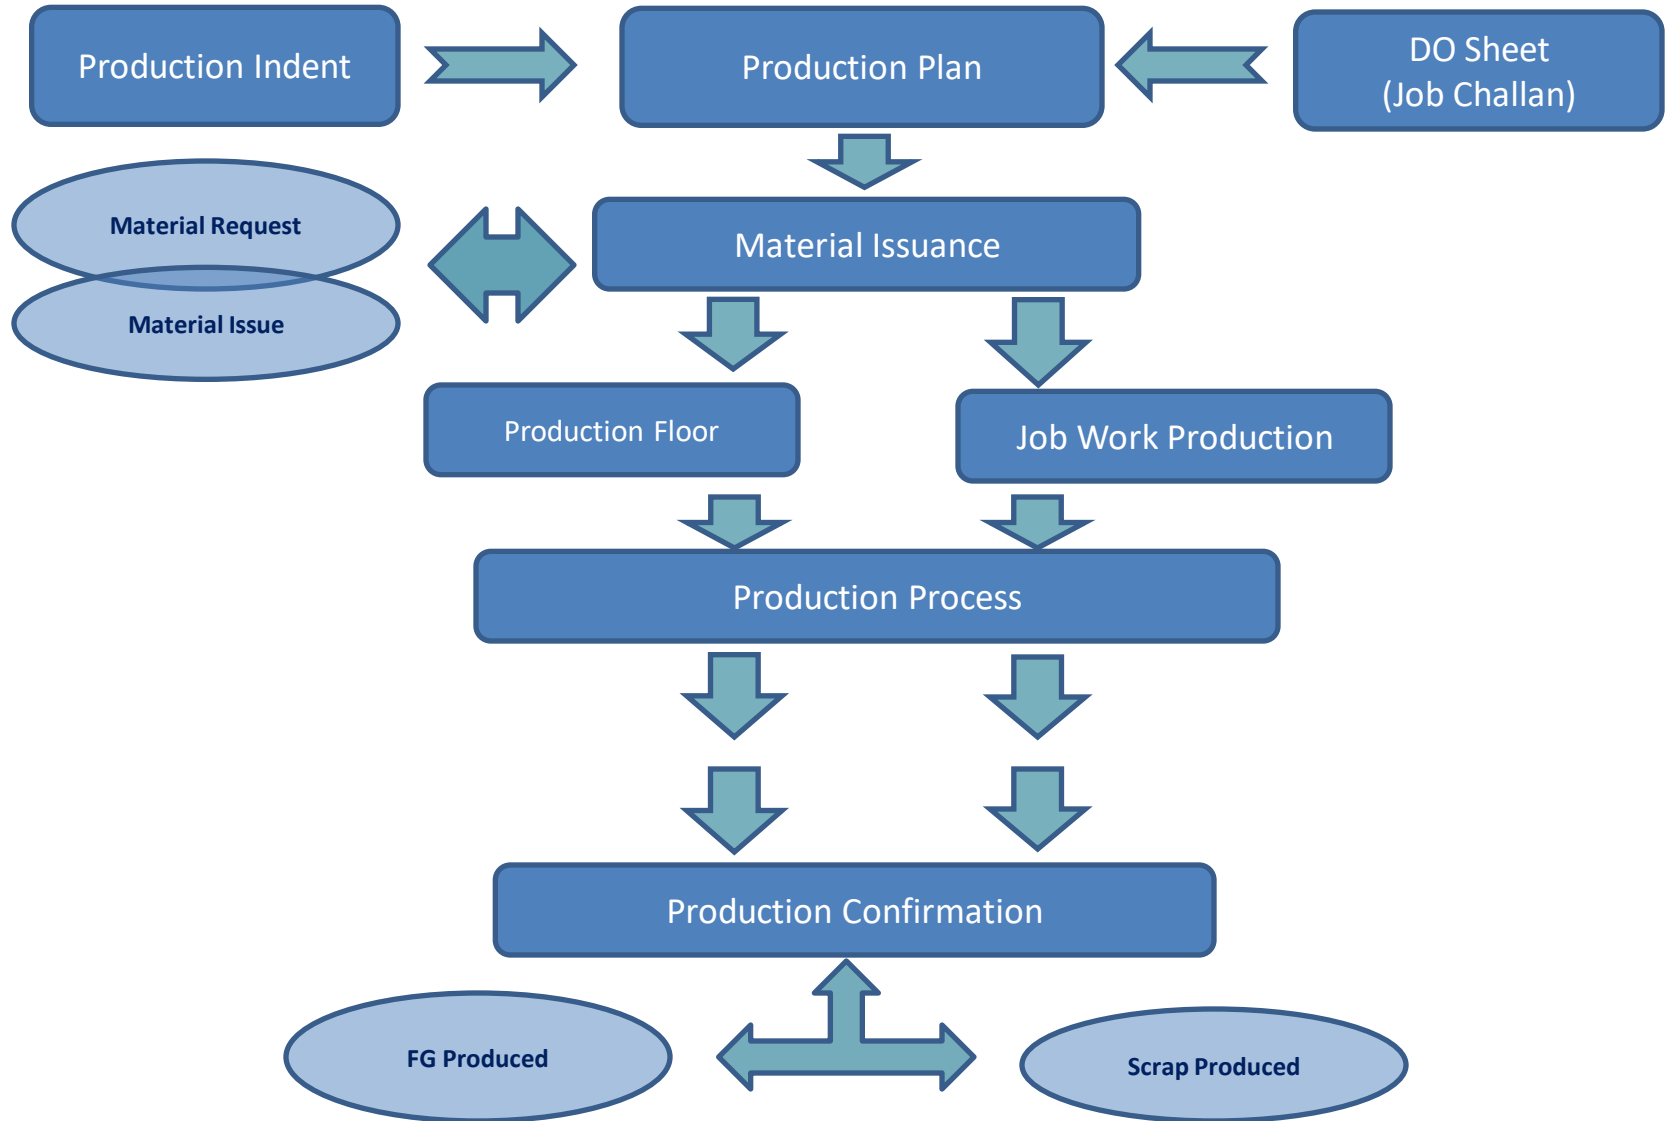 Production Indent
Production Plan
DO Sheet
(Job Challan)
Material Request
Material Issuance
Material Issue
Production Floor
Job Work Production
Production Process
Production Confirmation
FG Produced
Scrap Produced